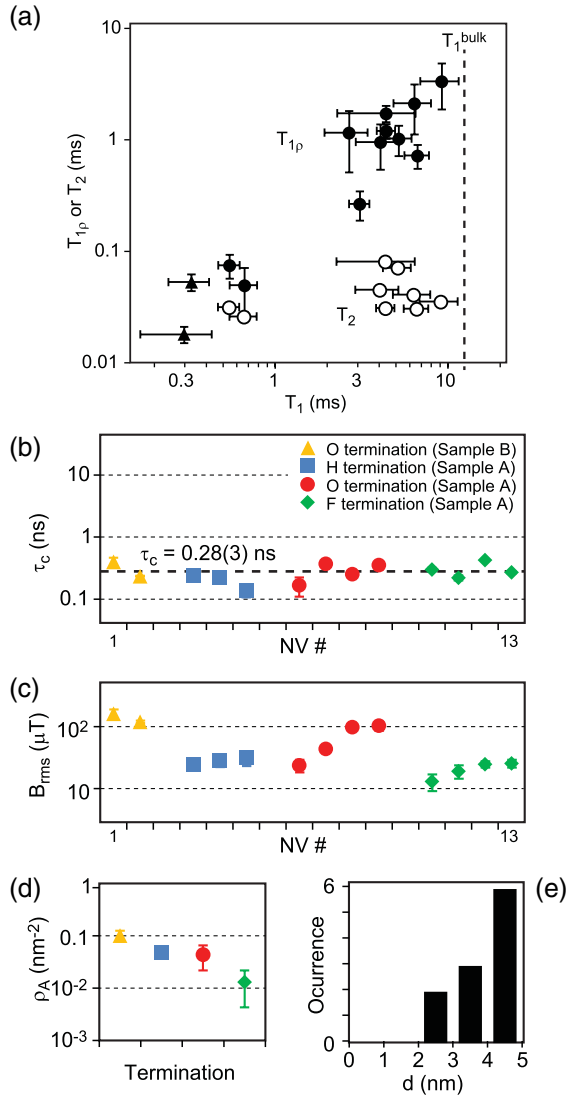 (a)
10
T₁ᵇᵘˡᵏ
T₁ρ or T₂ (ms)
1
T₁ρ
0.1
T₂
0.01
0.3
1
3
10
T₁ (ms)
(b)
O termination (Sample B)
H termination (Sample A)
O termination (Sample A)
F termination (Sample A)
10
τc (ns)
1
τc = 0.28(3) ns
0.1
1
NV #
13
(c)
Brms (μT)
10²
10
1
NV #
13
(d)
1
ρA (nm⁻²)
0.1
10⁻²
10⁻³
Termination
(e)
6
Ocurrence
0
0 1 2 3 4 5
d (nm)